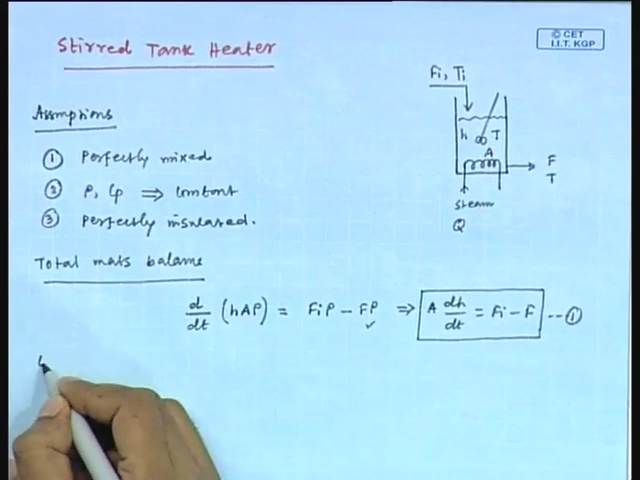 Stirred Tank Heater
© CET
I.I.T. KGP
Assmptions
① Perfectly mixed
② ρ, Cp ⇒ Constant
③ Perfectly insulated.
Fi, Ti
h T
A
F
T
Steam
Q
Total mass balance
d/dt (hAρ) = Fiρ - Fρ ⇒ A dh/dt = Fi - F --- ①